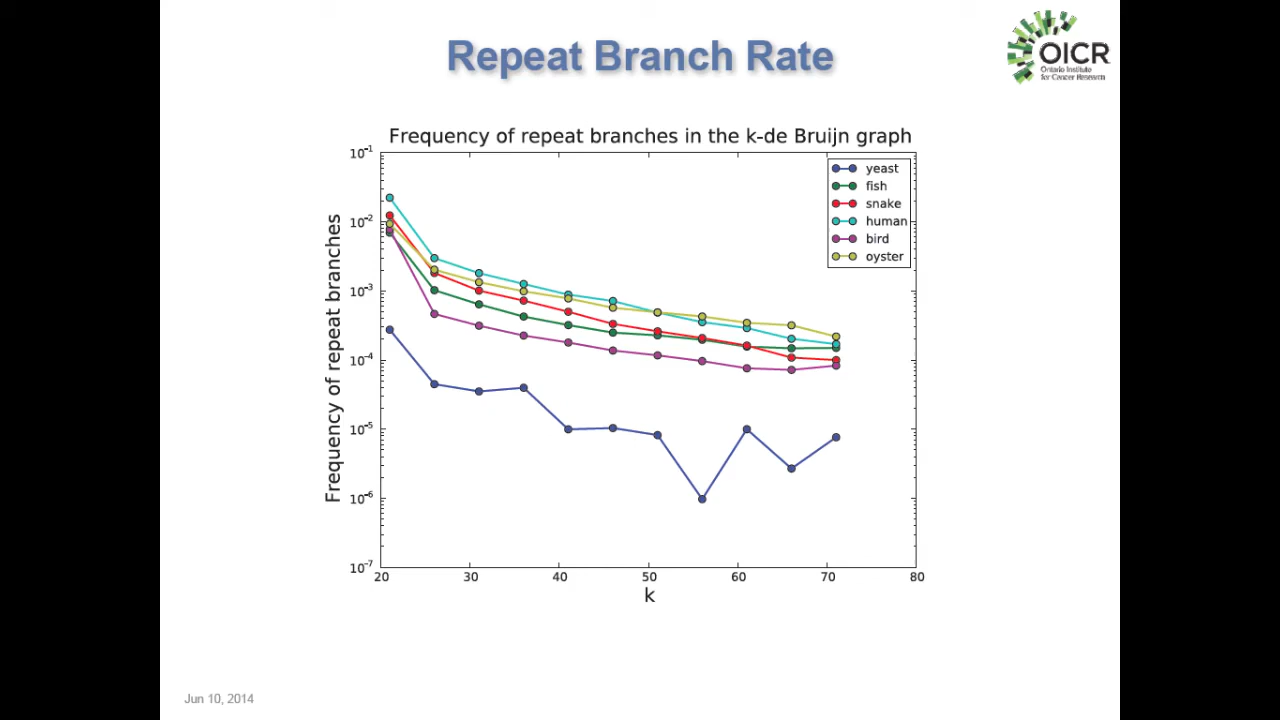 Repeat Branch Rate
OICR
Ontario Institute
for Cancer Research
Frequency of repeat branches in the k-de Bruijn graph
10⁻¹
10⁻²
10⁻³
10⁻⁴
10⁻⁵
10⁻⁶
10⁻⁷
Frequency of repeat branches
yeast
fish
snake
human
bird
oyster
20 30 40 50 60 70 80
k
Jun 10, 2014